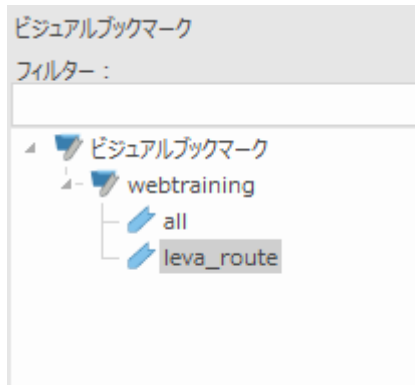 ビジュアルブックマーク
フィルター：
ビジュアルブックマーク
webtraining
all
leva_route